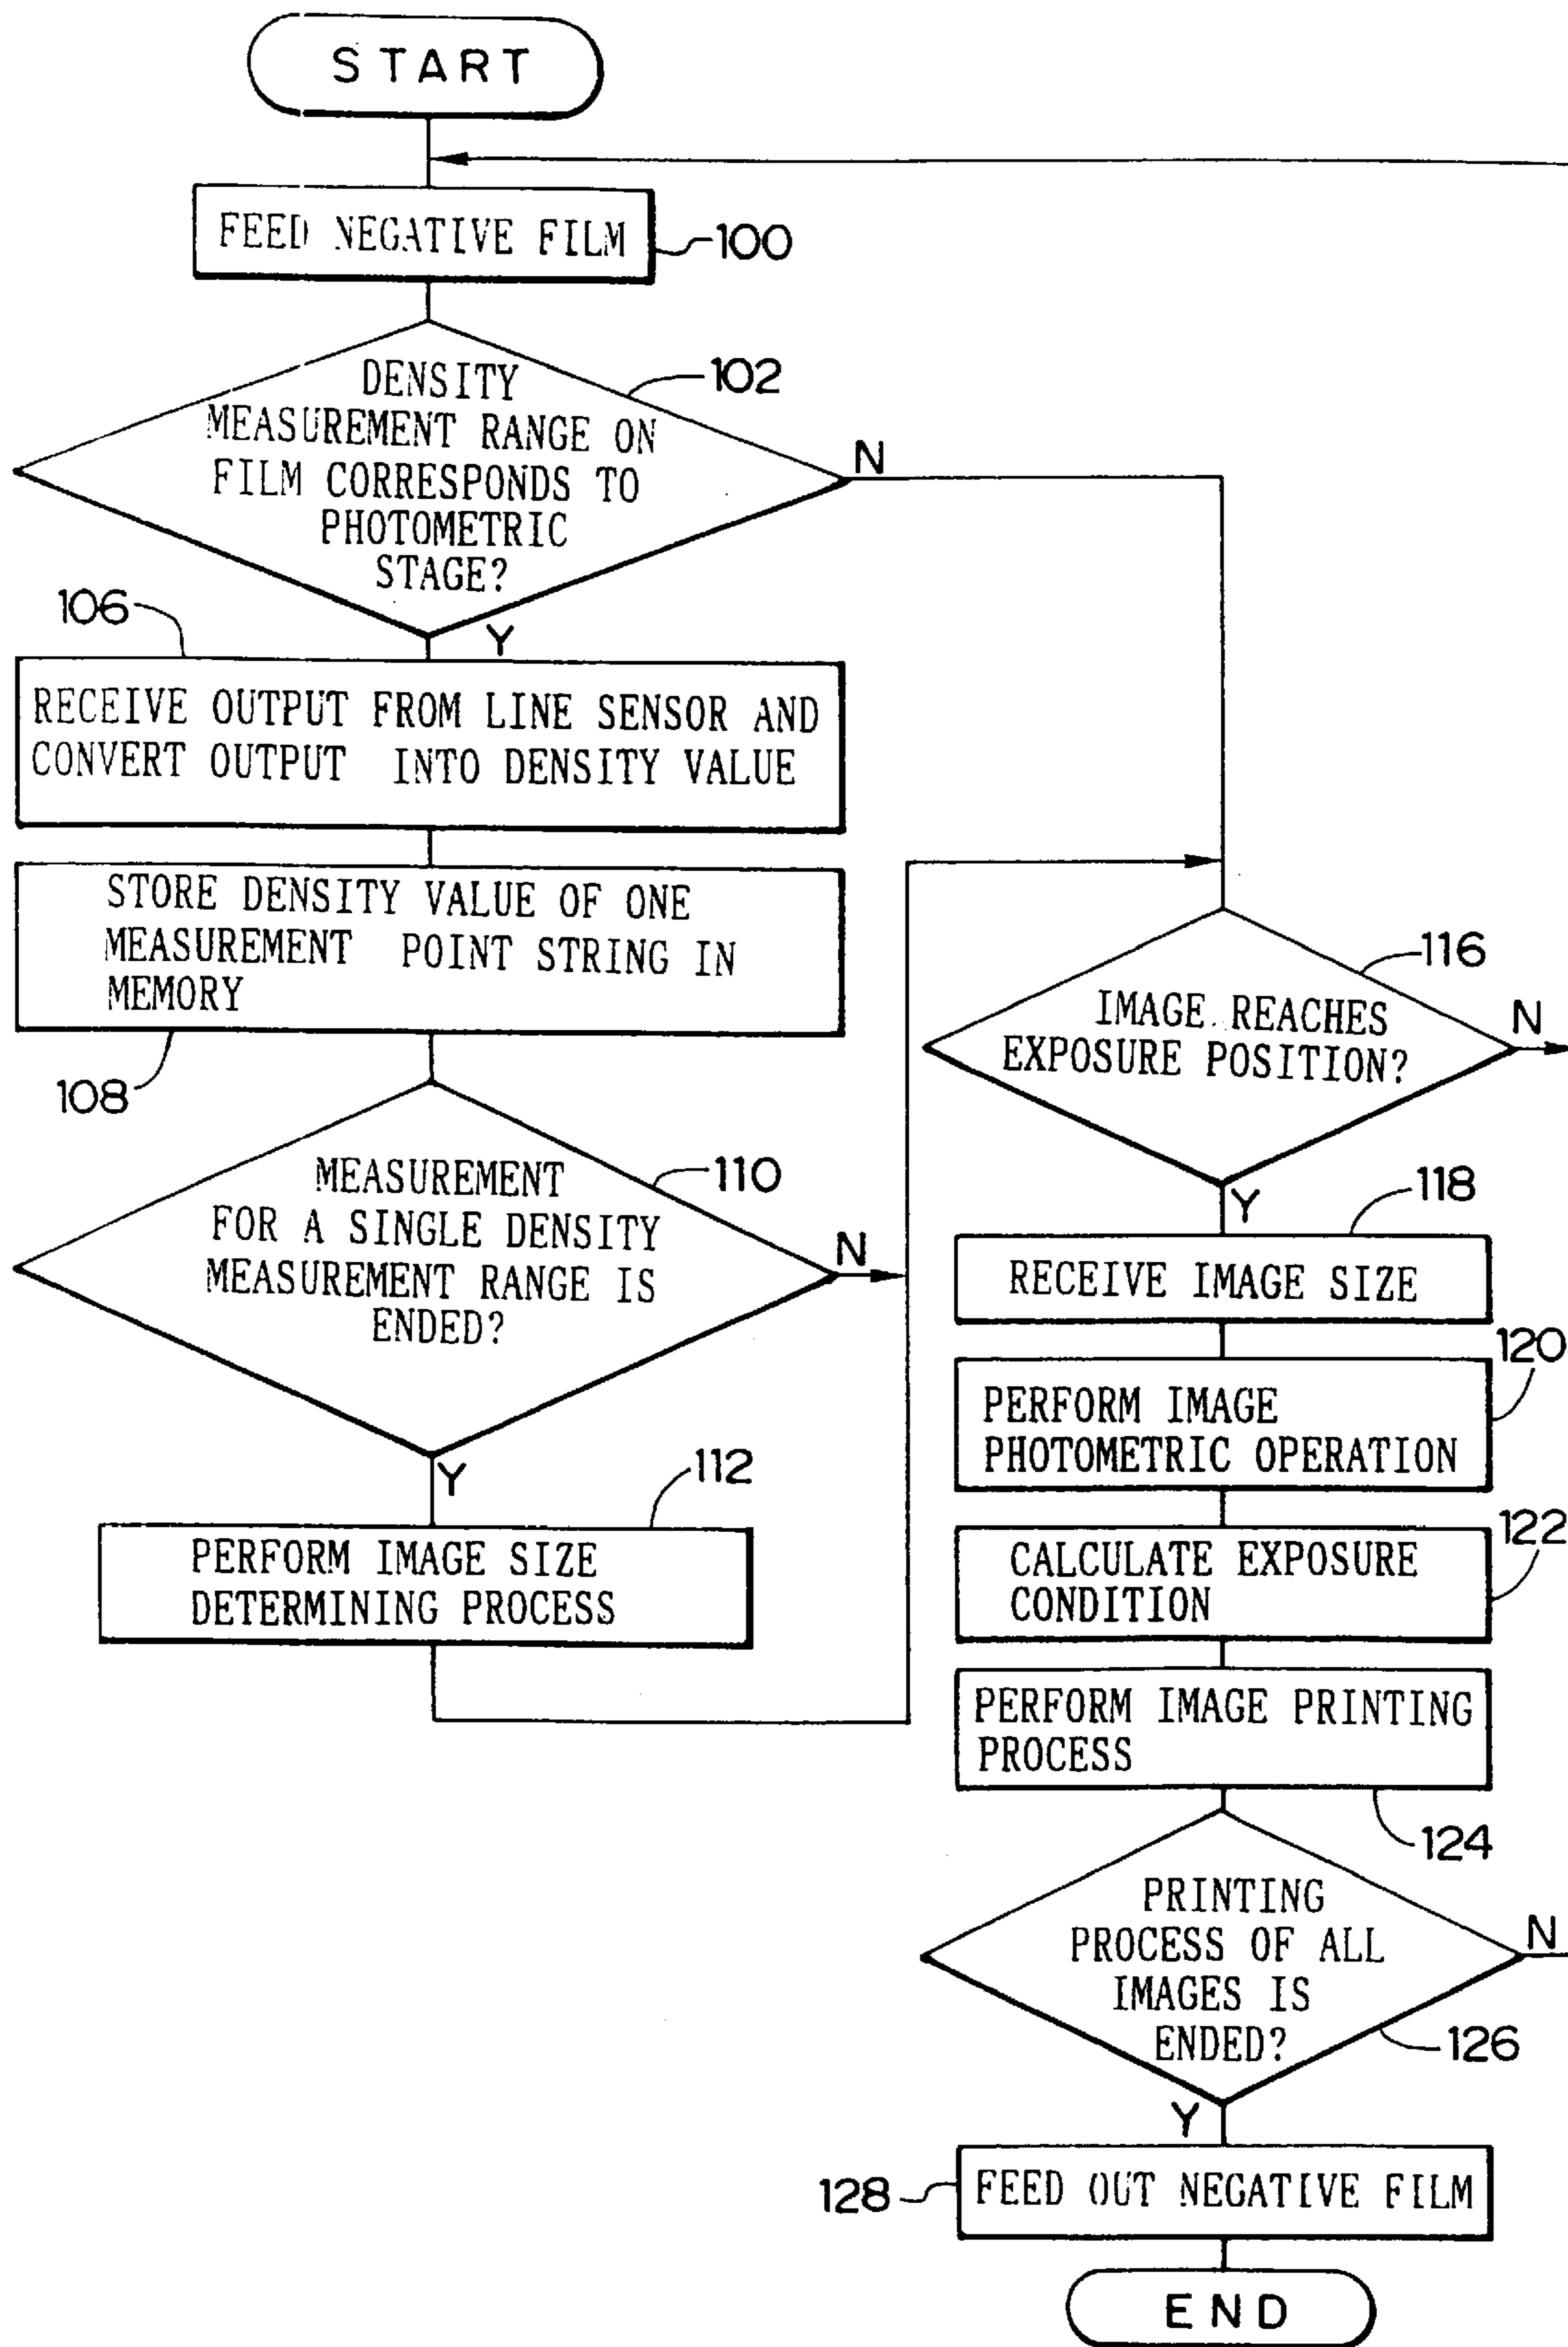 START
FEED NEGATIVE FILM
100
DENSITY
MEASUREMENT RANGE ON
FILM CORRESPONDS TO
PHOTOMETRIC
STAGE?
102
N
Y
106
RECEIVE OUTPUT FROM LINE SENSOR AND
CONVERT OUTPUT INTO DENSITY VALUE
STORE DENSITY VALUE OF ONE
MEASUREMENT POINT STRING IN
MEMORY
108
MEASUREMENT
FOR A SINGLE DENSITY
MEASUREMENT RANGE IS
ENDED?
110
N
Y
112
PERFORM IMAGE SIZE
DETERMINING PROCESS
116
IMAGE REACHES
EXPOSURE POSITION?
N
Y
118
RECEIVE IMAGE SIZE
120
PERFORM IMAGE
PHOTOMETRIC OPERATION
122
CALCULATE EXPOSURE
CONDITION
PERFORM IMAGE PRINTING
PROCESS
124
PRINTING
PROCESS OF ALL
IMAGES IS
ENDED?
N
126
Y
128
FEED OUT NEGATIVE FILM
END